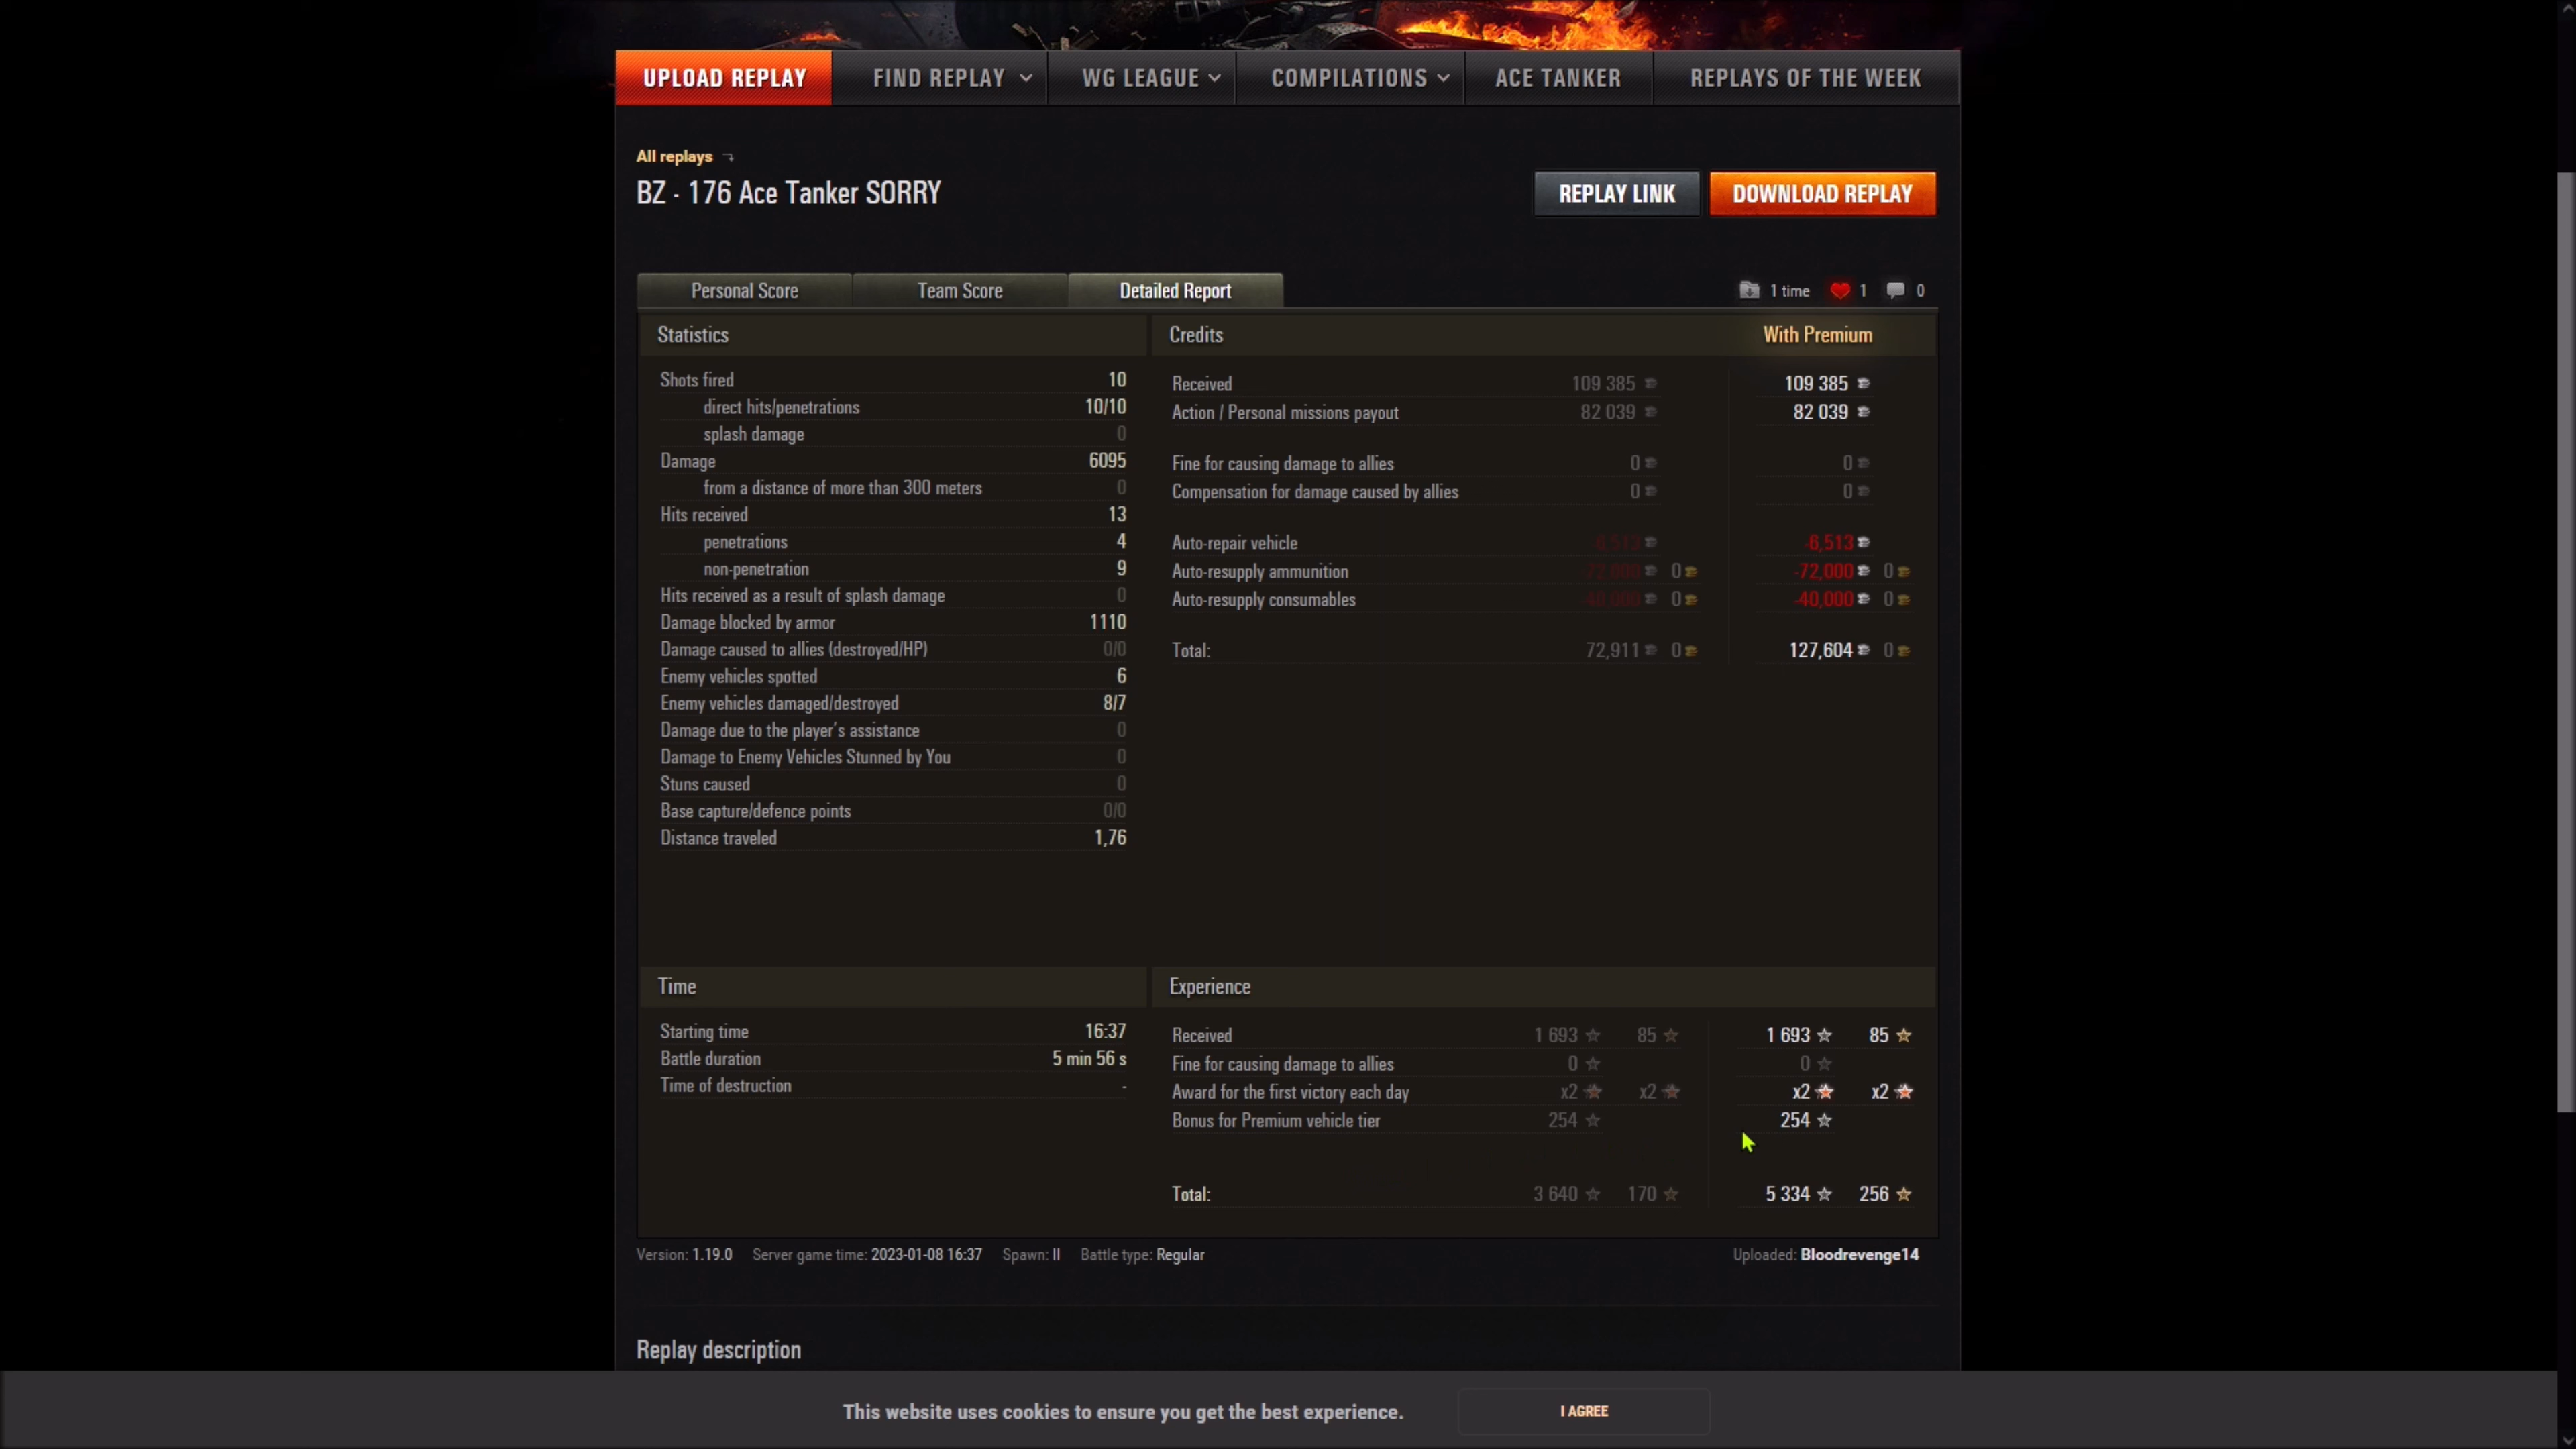 UPLOAD REPLAY FIND REPLAY WG LEAGUE COMPILATIONS ACE TANKER REPLAYS OF THE WEEK
All replays
BZ - 176 Ace Tanker SORRY
REPLAY LINK DOWNLOAD REPLAY
Personal Score Team Score Detailed Report 1 time 1 0
Statistics
Shots fired 10
direct hits/penetrations 10/10
splash damage 0
Damage 6095
from a distance of more than 300 meters 0
Hits received 13
penetrations 4
non-penetration 9
Hits received as a result of splash damage 0
Damage blocked by armor 1110
Damage caused to allies (destroyed/HP) 0/0
Enemy vehicles spotted 6
Enemy vehicles damaged/destroyed 8/7
Damage due to the player's assistance 0
Damage to Enemy Vehicles Stunned by You 0
Stuns caused 0
Base capture/defence points 0/0
Distance traveled 1,76
Credits With Premium
Received 109 385 109 385
Action / Personal missions payout 82 039 82 039
Fine for causing damage to allies 0 0
Compensation for damage caused by allies 0 0
Auto-repair vehicle -6,513 -6,513
Auto-resupply ammunition -72,000 0 -72,000 0
Auto-resupply consumables -40,000 0 -40,000 0
Total: 72,911 0 127,604 0
Time
Starting time 16:37
Battle duration 5 min 56 s
Time of destruction -
Experience
Received 1 693 85 1 693 85
Fine for causing damage to allies 0 0
Award for the first victory each day x2 x2 x2 x2
Bonus for Premium vehicle tier 254 254
Total: 3 640 170 5 334 256
Version: 1.19.0 Server game time: 2023-01-08 16:37 Spawn: II Battle type: Regular Uploaded: Bloodrevenge14
Replay description
This website uses cookies to ensure you get the best experience. I AGREE